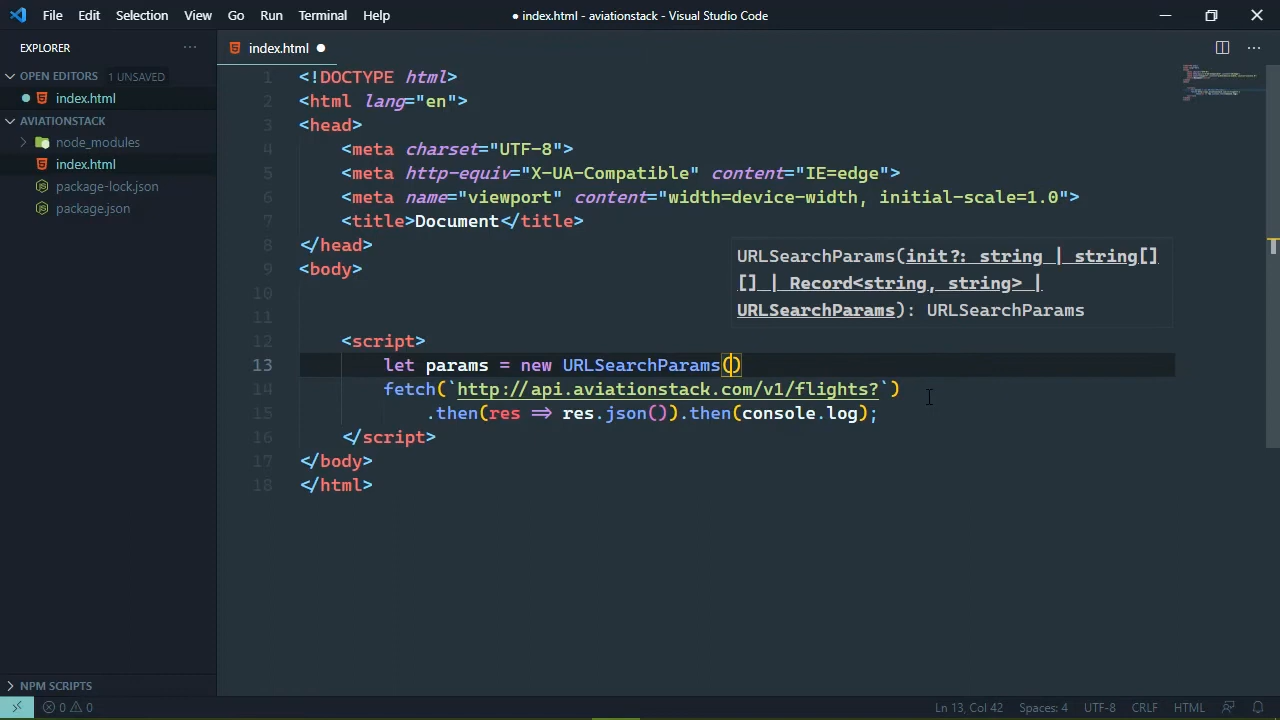 File Edit Selection View Go Run Terminal Help
● index.html - aviationstack - Visual Studio Code
EXPLORER ···
index.html ●
OPEN EDITORS 1 UNSAVED
● index.html
AVIATIONSTACK
node_modules
index.html
package-lock.json
package.json
1 <!DOCTYPE html>
2 <html lang="en">
3 <head>
4 <meta charset="UTF-8">
5 <meta http-equiv="X-UA-Compatible" content="IE=edge">
6 <meta name="viewport" content="width=device-width, initial-scale=1.0">
7 <title>Document</title>
8 </head>
9 <body>
10
11
12 <script>
13 let params = new URLSearchParams()
14 fetch(`http://api.aviationstack.com/v1/flights?`)
15 .then(res => res.json()).then(console.log);
16 </script>
17 </body>
18 </html>
URLSearchParams(init?: string | string[]
[] | Record<string, string> |
URLSearchParams): URLSearchParams
NPM SCRIPTS
0 0
Ln 13, Col 42 Spaces: 4 UTF-8 CRLF HTML